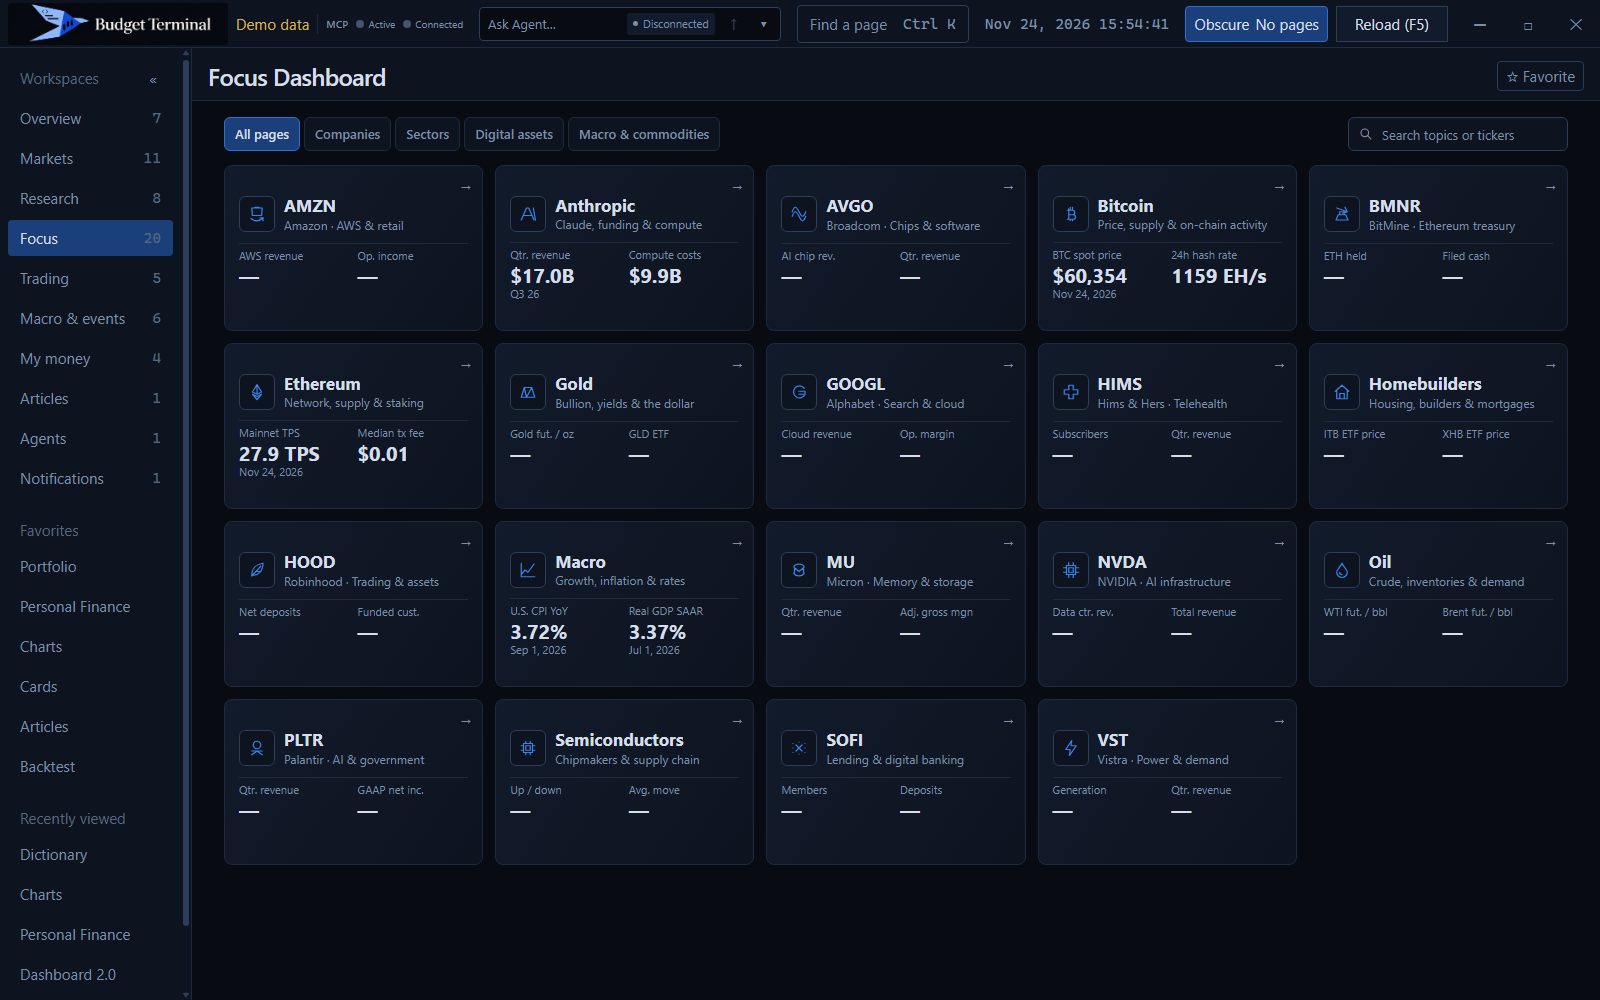 Budget Terminal
Demo data
MCP Active Connected
Ask Agent... Disconnected
Find a page Ctrl K
Nov 24, 2026 15:54:41
Obscure No pages
Reload (F5)
Workspaces «
Overview 7
Markets 11
Research 8
Focus 20
Trading 5
Macro & events 6
My money 4
Articles 1
Agents 1
Notifications 1
Favorites
Portfolio
Personal Finance
Charts
Cards
Articles
Backtest
Recently viewed
Dictionary
Charts
Personal Finance
Dashboard 2.0
Focus Dashboard
☆ Favorite
All pages Companies Sectors Digital assets Macro & commodities
Search topics or tickers
AMZN
Amazon · AWS & retail
AWS revenue Op. income
— —
Anthropic
Claude, funding & compute
Qtr. revenue Compute costs
$17.0B $9.9B
Q3 26
AVGO
Broadcom · Chips & software
AI chip rev. Qtr. revenue
— —
Bitcoin
Price, supply & on-chain activity
BTC spot price 24h hash rate
$60,354 1159 EH/s
Nov 24, 2026
BMNR
BitMine · Ethereum treasury
ETH held Filed cash
— —
Ethereum
Network, supply & staking
Mainnet TPS Median tx fee
27.9 TPS $0.01
Nov 24, 2026
Gold
Bullion, yields & the dollar
Gold fut. / oz GLD ETF
— —
GOOGL
Alphabet · Search & cloud
Cloud revenue Op. margin
— —
HIMS
Hims & Hers · Telehealth
Subscribers Qtr. revenue
— —
Homebuilders
Housing, builders & mortgages
ITB ETF price XHB ETF price
— —
HOOD
Robinhood · Trading & assets
Net deposits Funded cust.
— —
Macro
Growth, inflation & rates
U.S. CPI YoY Real GDP SAAR
3.72% 3.37%
Sep 1, 2026 Jul 1, 2026
MU
Micron · Memory & storage
Qtr. revenue Adj. gross mgn
— —
NVDA
NVIDIA · AI infrastructure
Data ctr. rev. Total revenue
— —
Oil
Crude, inventories & demand
WTI fut. / bbl Brent fut. / bbl
— —
PLTR
Palantir · AI & government
Qtr. revenue GAAP net inc.
— —
Semiconductors
Chipmakers & supply chain
Up / down Avg. move
— —
SOFI
Lending & digital banking
Members Deposits
— —
VST
Vistra · Power & demand
Generation Qtr. revenue
— —